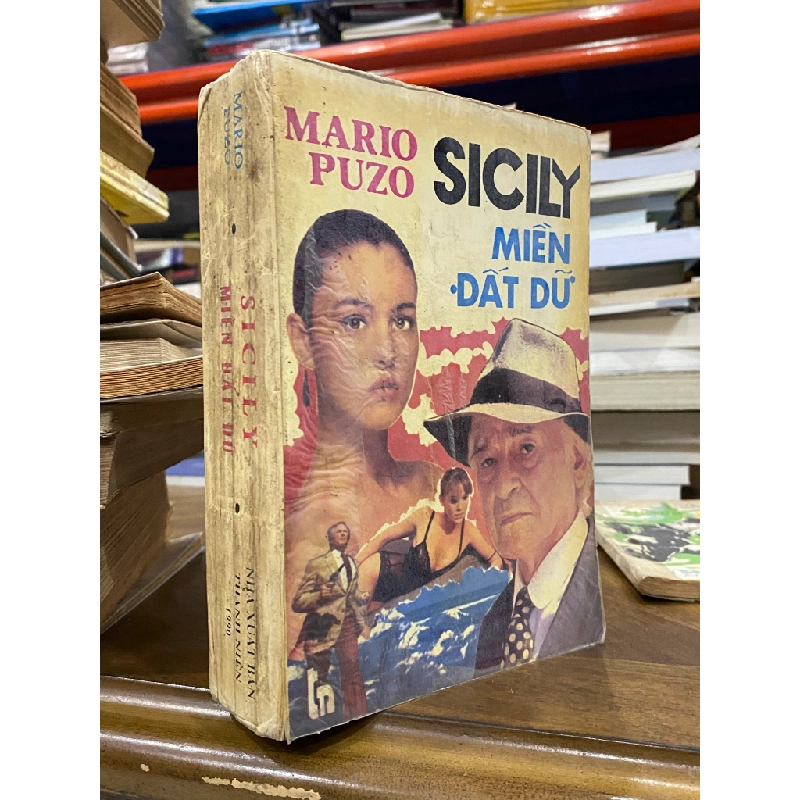 MARIO
PUZO
SICILY
MIỀN
ĐẤT DỮ
MARIO
PUZO
SICILY
MIỀN ĐẤT DỮ
NHÀ XUẤT BẢN
THANH NIÊN
1990